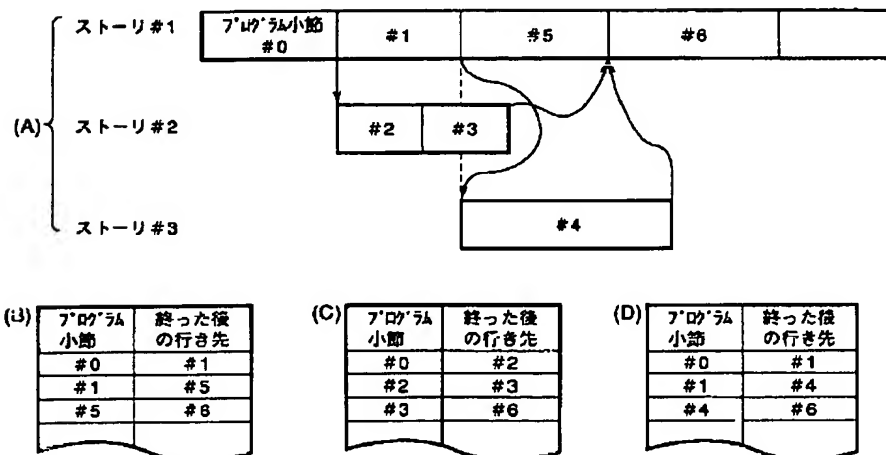 (A)
ストーリ#1
プログラム小節
#0
#1
#5
#6
ストーリ#2
#2
#3
ストーリ#3
#4
(B)
プログラム
小節
終った後
の行き先
#0
#1
#1
#5
#5
#6
(C)
プログラム
小節
終った後
の行き先
#0
#2
#2
#3
#3
#6
(D)
プログラム
小節
終った後
の行き先
#0
#1
#1
#4
#4
#6